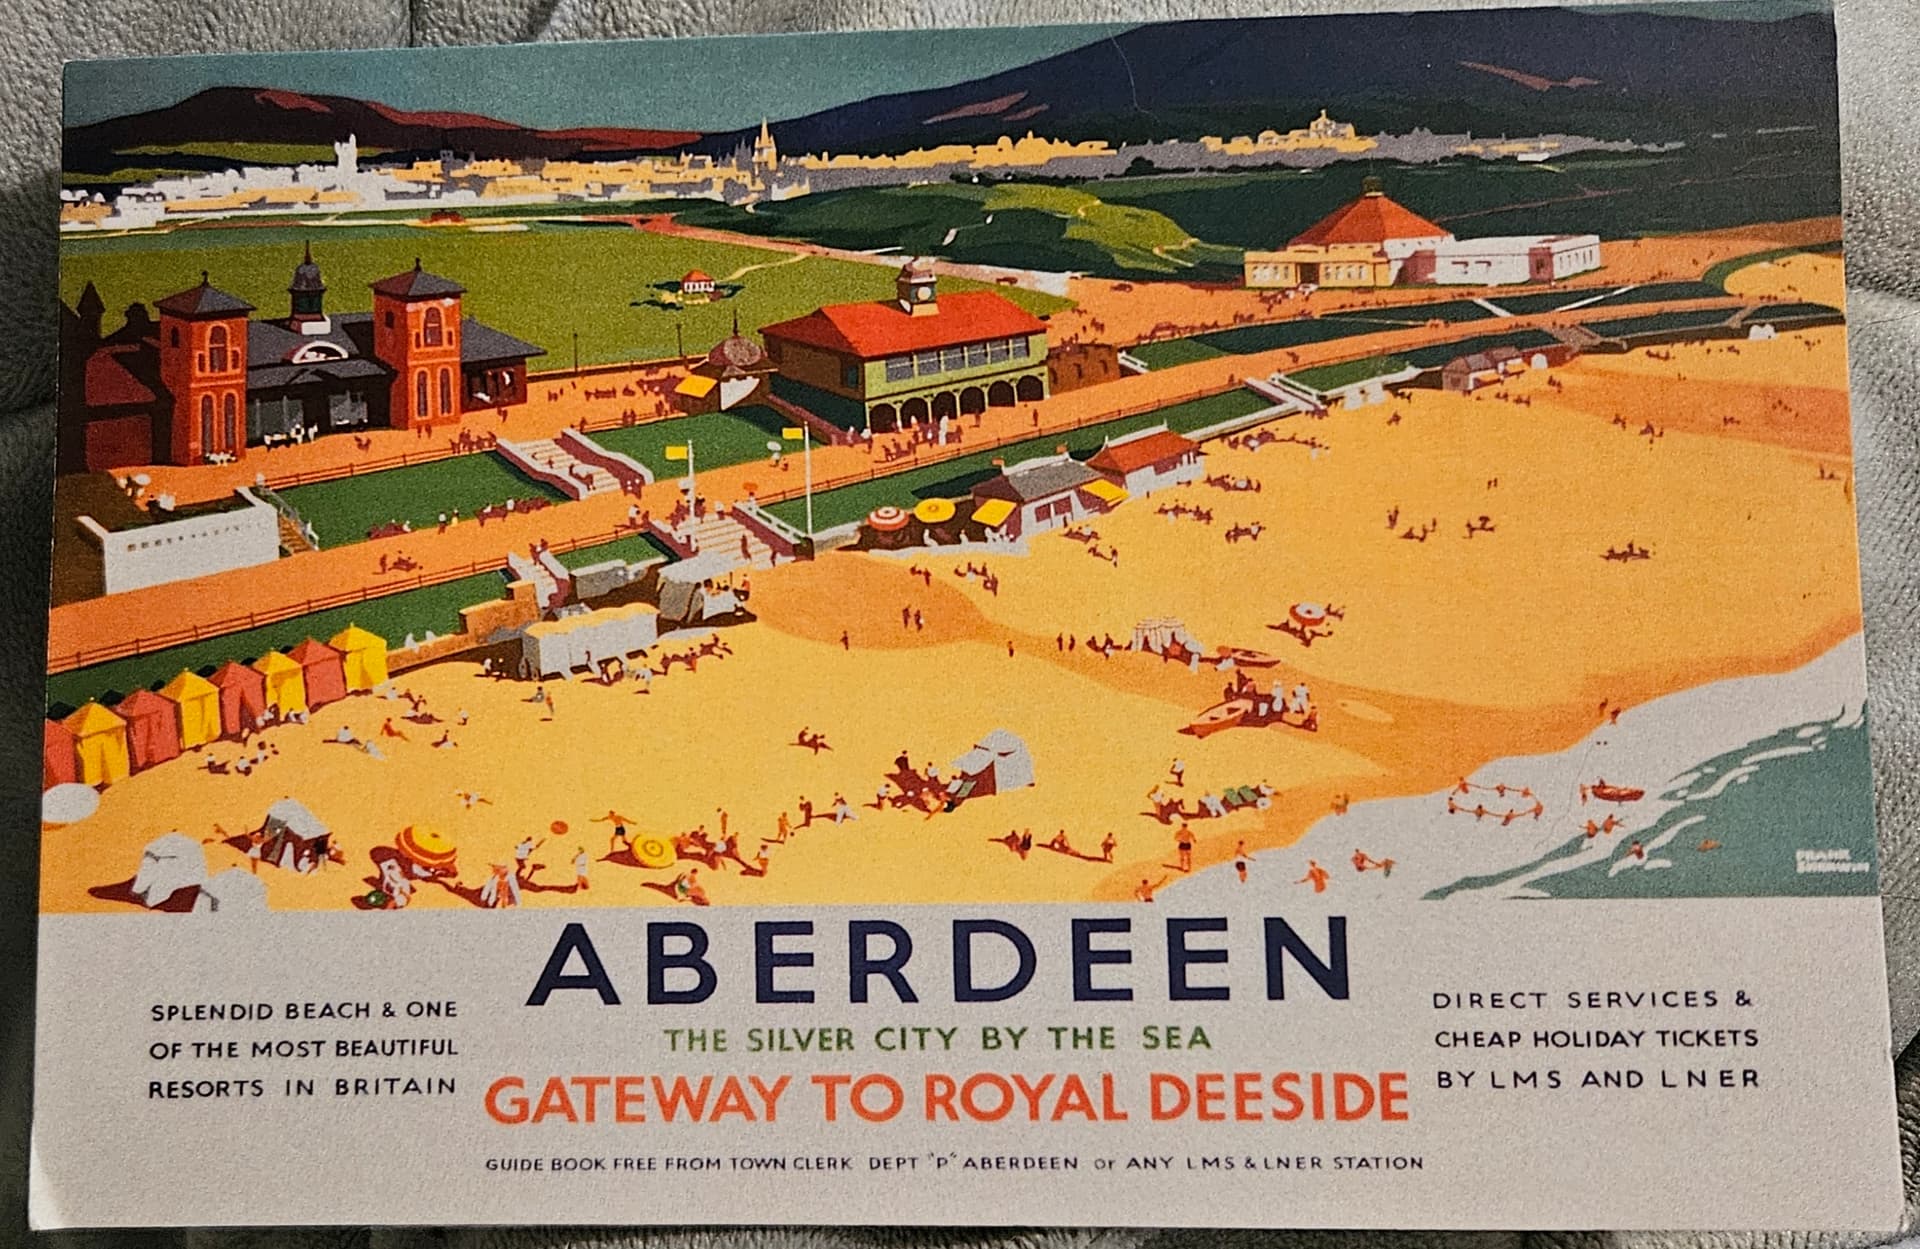 FRANK
ABERDEEN
THE SILVER CITY BY THE SEA
GATEWAY TO ROYAL DEESIDE
SPLENDID BEACH & ONE
OF THE MOST BEAUTIFUL
RESORTS IN BRITAIN
DIRECT SERVICES &
CHEAP HOLIDAY TICKETS
BY LMS AND LNER
GUIDE BOOK FREE FROM TOWN CLERK DEPT "P" ABERDEEN or ANY LMS & LNER STATION